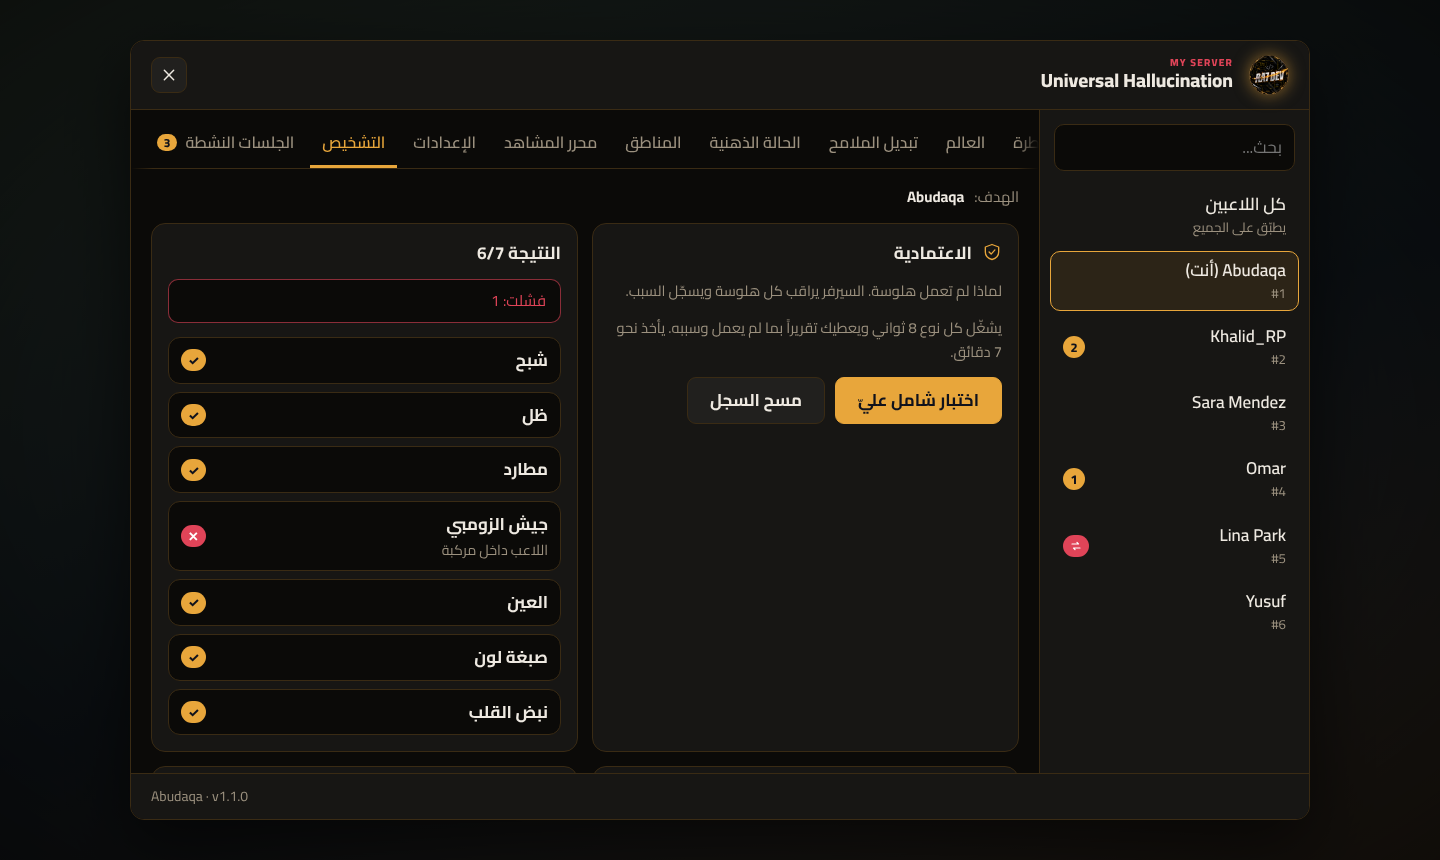 MY SERVER
Universal Hallucination
بحث...
كل اللاعبين
يطبّق على الجميع
Abudaqa (أنت)
#1
Khalid_RP
#2
2
Sara Mendez
#3
Omar
#4
1
Lina Park
#5
Yusuf
#6
العالم
تبديل الملامح
الحالة الذهنية
المناطق
محرر المشاهد
الإعدادات
التشخيص
الجلسات النشطة 3
الهدف: Abudaqa
الاعتمادية
لماذا لم تعمل هلوسة. السيرفر يراقب كل هلوسة ويسجّل السبب.
يشغّل كل نوع 8 ثواني ويعطيك تقريراً بما لم يعمل وسببه. يأخذ نحو
7 دقائق.
اختبار شامل عليّ
مسح السجل
النتيجة 6/7
فشلت: 1
شبح
ظل
مطارد
جيش الزومبي
اللاعب داخل مركبة
العين
صبغة لون
نبض القلب
Abudaqa · v1.1.0